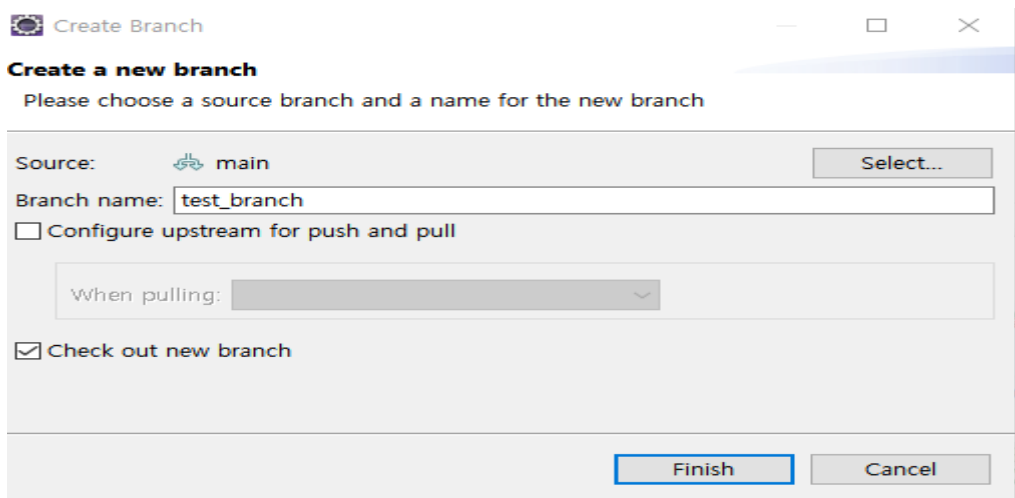 Create Branch
Create a new branch
Please choose a source branch and a name for the new branch
Source: main Select...
Branch name: test_branch
Configure upstream for push and pull
When pulling:
Check out new branch
Finish Cancel